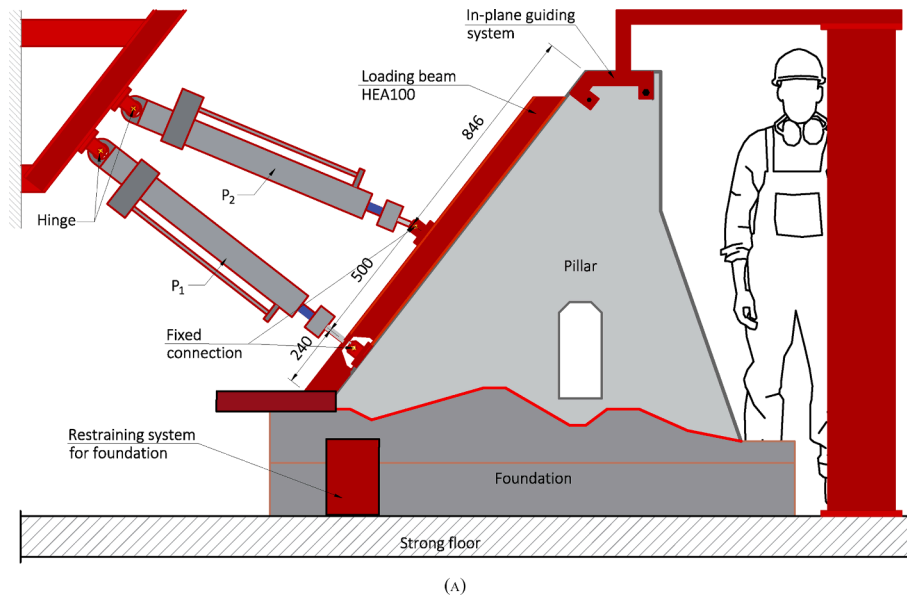 In-plane guiding
system
Loading beam
HEA100
846
P2
Hinge
500
Pillar
P1
Fixed
connection
240
Restraining system
for foundation
Foundation
Strong floor
(A)